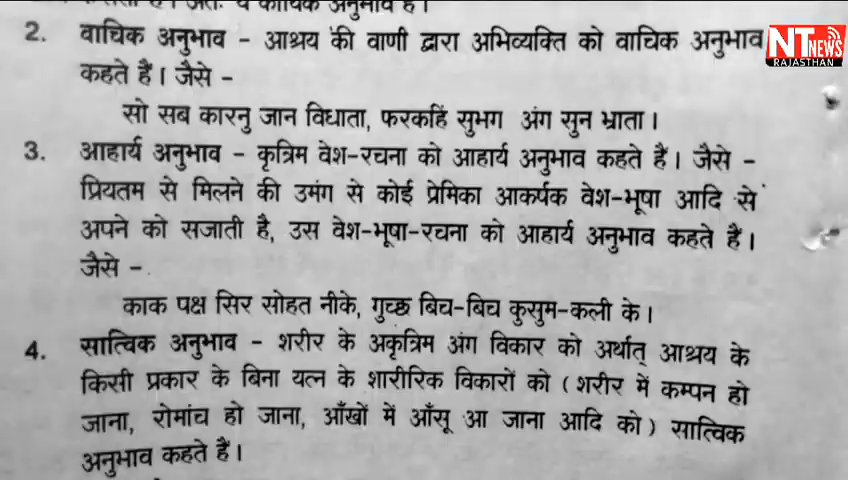 अतः ये कायिक अनुभाव हैं।
2. वाचिक अनुभाव – आश्रय की वाणी द्वारा अभिव्यक्ति को वाचिक अनुभाव
कहते हैं। जैसे –
सो सब कारनु जान विधाता, फरकहिं सुभग अंग सुन भ्राता।
3. आहार्य अनुभाव – कृत्रिम वेश-रचना को आहार्य अनुभाव कहते हैं। जैसे –
प्रियतम से मिलने की उमंग से कोई प्रेमिका आकर्षक वेश-भूषा आदि से
अपने को सजाती है, उस वेश-भूषा-रचना को आहार्य अनुभाव कहते हैं।
जैसे –
काक पक्ष सिर सोहत नीके, गुच्छ बिच-बिच कुसुम-कली के।
4. सात्विक अनुभाव – शरीर के अकृत्रिम अंग विकार को अर्थात् आश्रय के
किसी प्रकार के बिना यत्न के शारीरिक विकारों को (शरीर में कम्पन हो
जाना, रोमांच हो जाना, आँखों में आँसू आ जाना आदि को) सात्विक
अनुभाव कहते हैं।
NT NEWS
RAJASTHAN